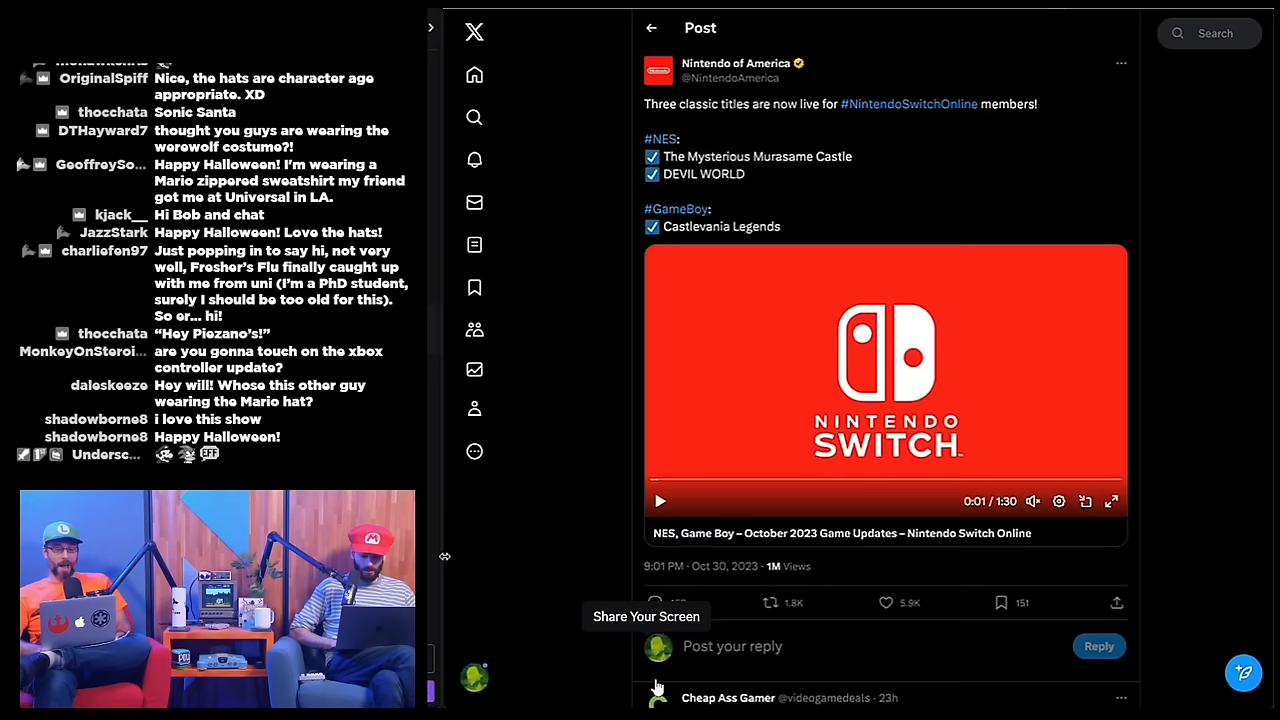 OriginalSpiff Nice, the hats are character age
appropriate. XD
thocchata Sonic Santa
DTHayward7 thought you guys are wearing the
werewolf costume?!
GeoffreySo... Happy Halloween! I'm wearing a
Mario zippered sweatshirt my friend
got me at Universal in LA.
kjack__ Hi Bob and chat
JazzStark Happy Halloween! Love the hats!
charliefen97 Just popping in to say hi, not very
well, Fresher's Flu finally caught up
with me from uni (I'm a PhD student,
surely I should be too old for this).
So er... hi!
thocchata “Hey Piezano's!”
MonkeyOnSteroi... are you gonna touch on the xbox
controller update?
daleskeeze Hey will! Whose this other guy
wearing the Mario hat?
shadowborne8 i love this show
shadowborne8 Happy Halloween!
Undersc... EFF
Post
Search
Nintendo of America
@NintendoAmerica
Three classic titles are now live for #NintendoSwitchOnline members!
#NES:
The Mysterious Murasame Castle
DEVIL WORLD
#GameBoy:
Castlevania Legends
NINTENDO
SWITCH
0:01 / 1:30
NES, Game Boy – October 2023 Game Updates – Nintendo Switch Online
9:01 PM · Oct 30, 2023 · 1M Views
1.8K
5.9K
151
Share Your Screen
Post your reply
Reply
Cheap Ass Gamer @videogamedeals · 23h